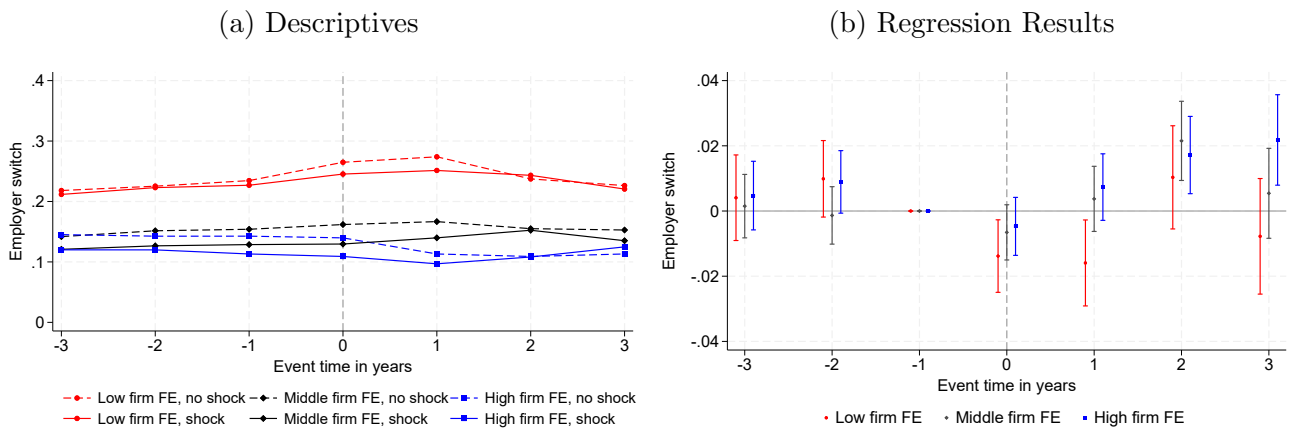 (a) Descriptives
.4
.3
.2
.1
0
Employer switch
-3 -2 -1 0 1 2 3
Event time in years
Low firm FE, no shock Middle firm FE, no shock High firm FE, no shock
Low firm FE, shock Middle firm FE, shock High firm FE, shock
(b) Regression Results
.04
.02
0
-.02
-.04
Employer switch
-3 -2 -1 0 1 2 3
Event time in years
Low firm FE Middle firm FE High firm FE